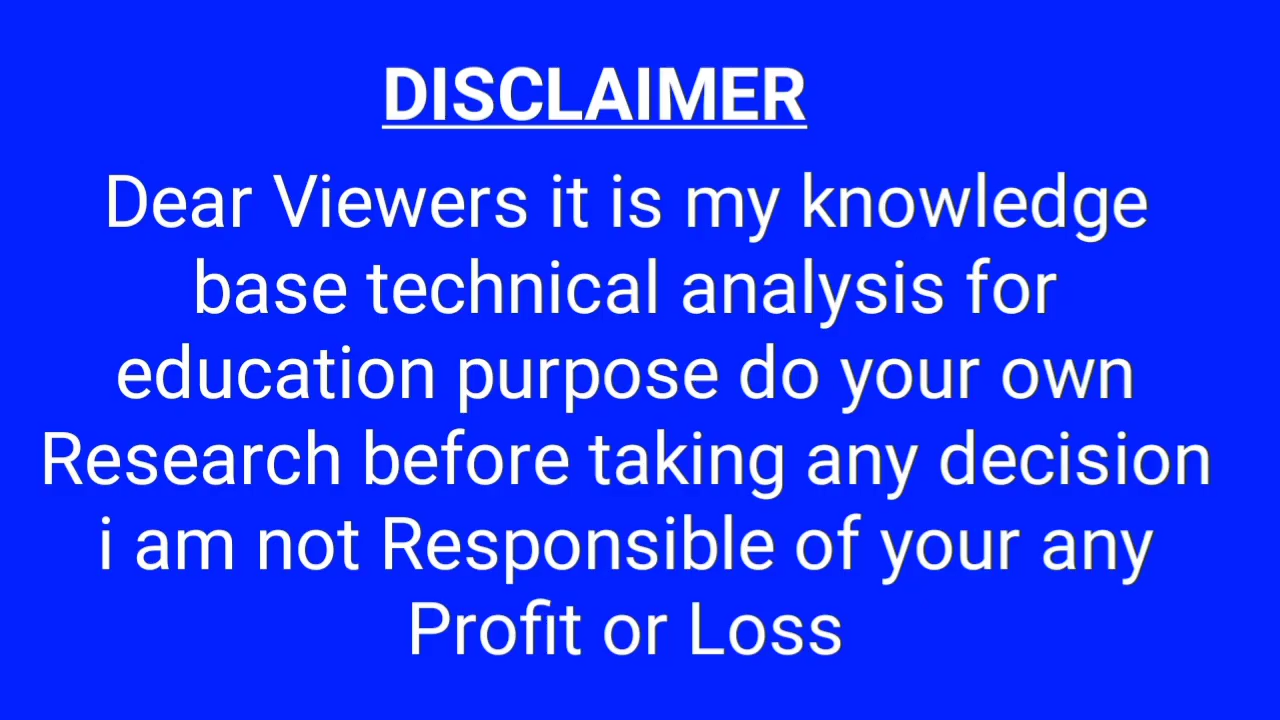 DISCLAIMER
Dear Viewers it is my knowledge
base technical analysis for
education purpose do your own
Research before taking any decision
i am not Responsible of your any
Profit or Loss